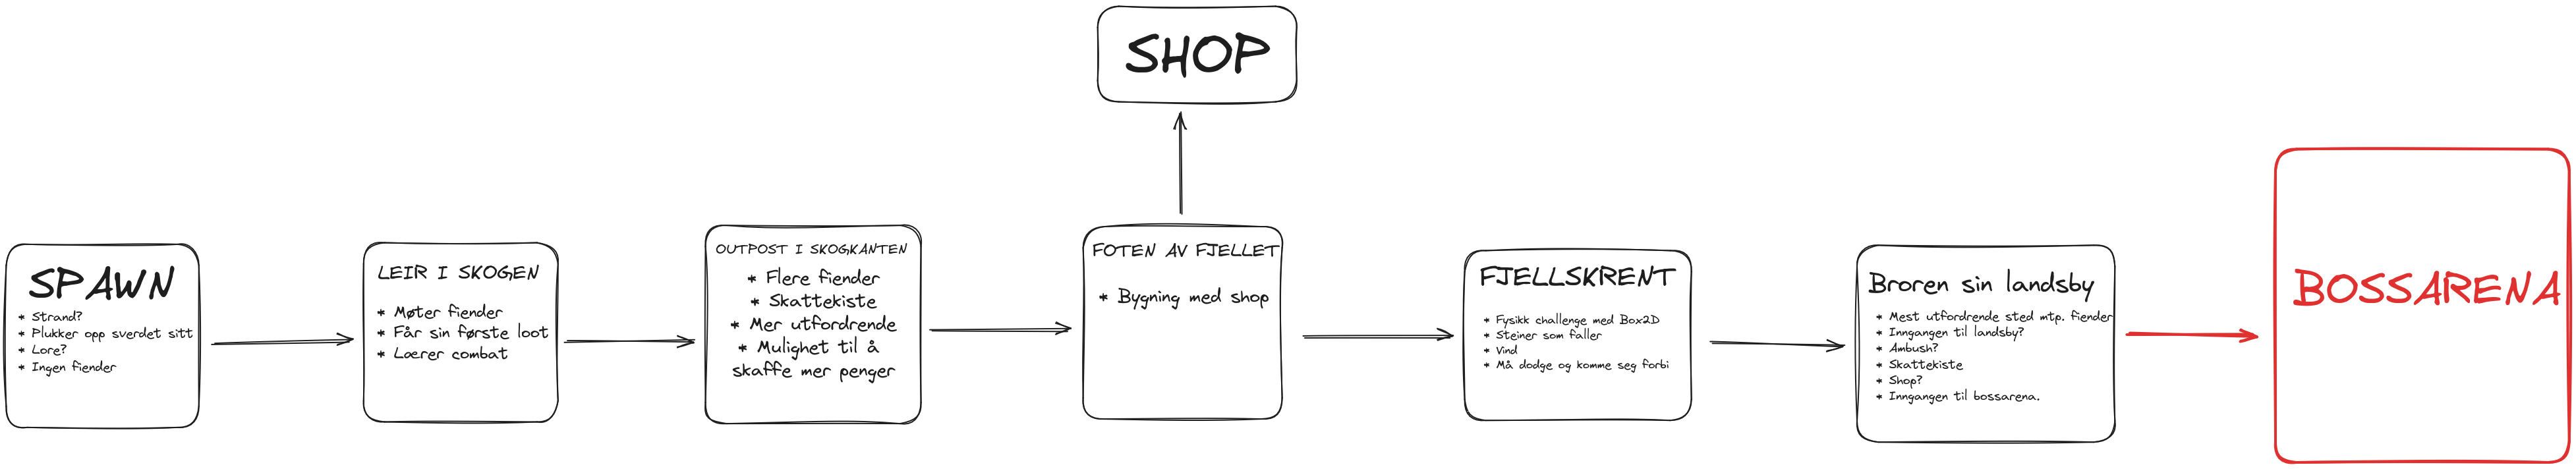 SHOP
SPAWN
* Strand?
* Plukker opp sverdet sitt
* Lore?
* Ingen fiender
LEIR I SKOGEN
* Møter fiender
* Får sin første loot
* Lærer combat
OUTPOST I SKOGKANTEN
* Flere fiender
* Skattekiste
* Mer utfordrende
* Mulighet til å
skaffe mer penger
FOTEN AV FJELLET
* Bygning med shop
FJELLSKRENT
* Fysikk challenge med Box2D
* Steiner som faller
* Vind
* Må dodge og komme seg forbi
Broren sin landsby
* Mest utfordrende sted mtp. fiender
* Inngangen til landsby?
* Ambush?
* Skattekiste
* Shop?
* Inngangen til bossarena.
BOSSARENA